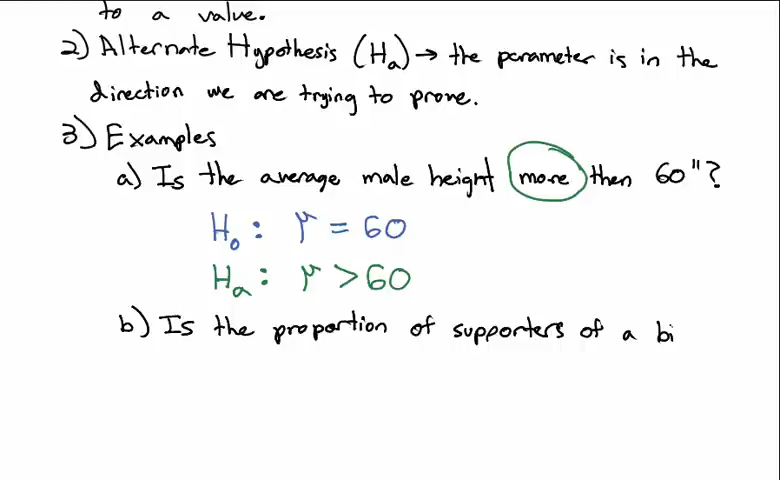 to a value.
2) Alternate Hypothesis (Ha) → the parameter is in the
direction we are trying to prove.
3) Examples
a) Is the average male height more then 60"?
H₀: μ = 60
Hₐ: μ > 60
b) Is the proportion of supporters of a bi